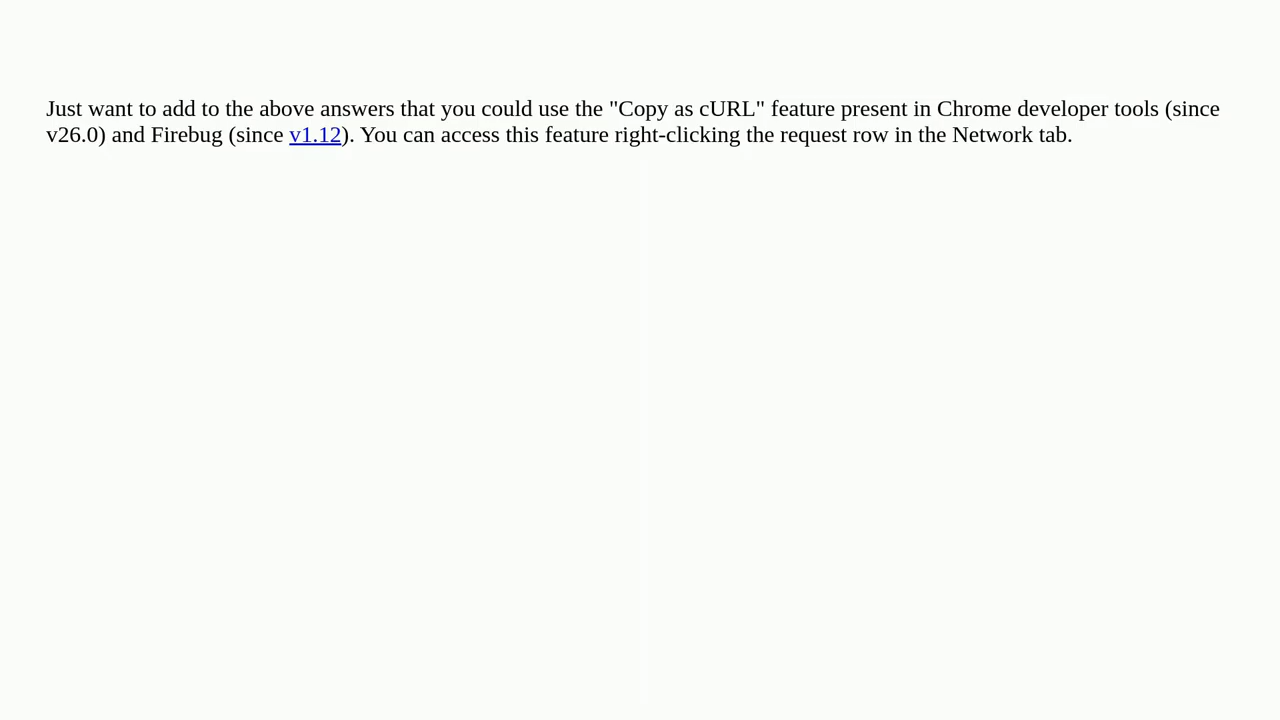 Just want to add to the above answers that you could use the "Copy as cURL" feature present in Chrome developer tools (since
v26.0) and Firebug (since v1.12). You can access this feature right-clicking the request row in the Network tab.